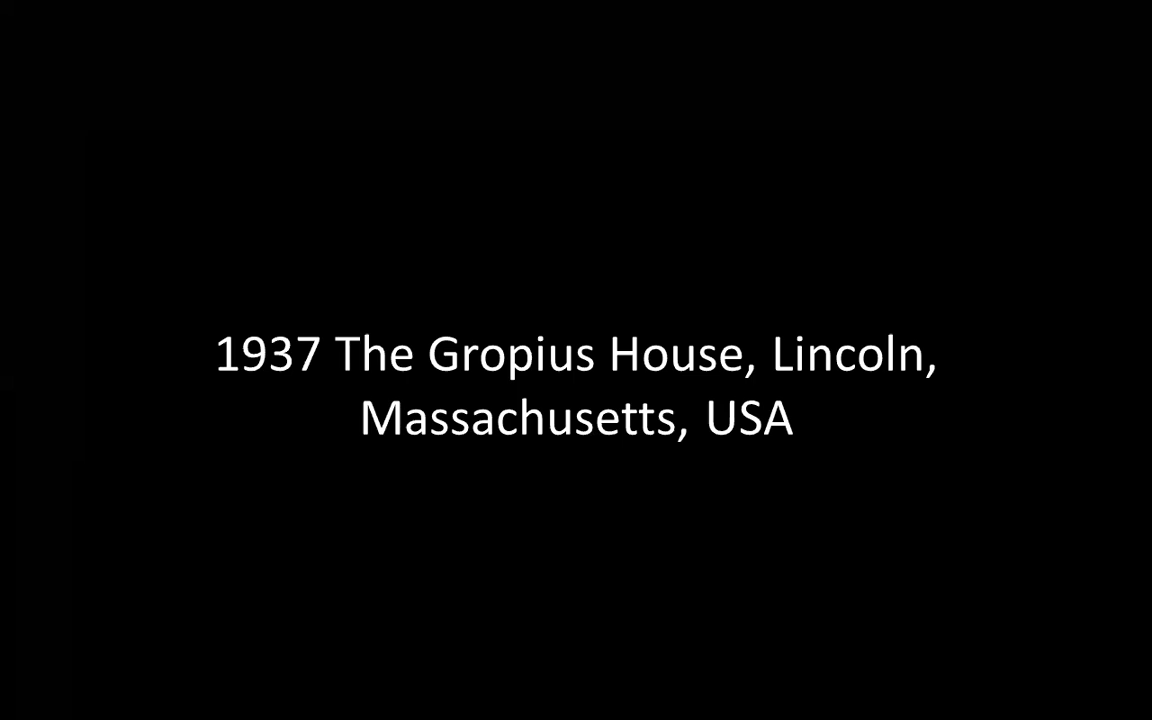 1937 The Gropius House, Lincoln,
Massachusetts, USA